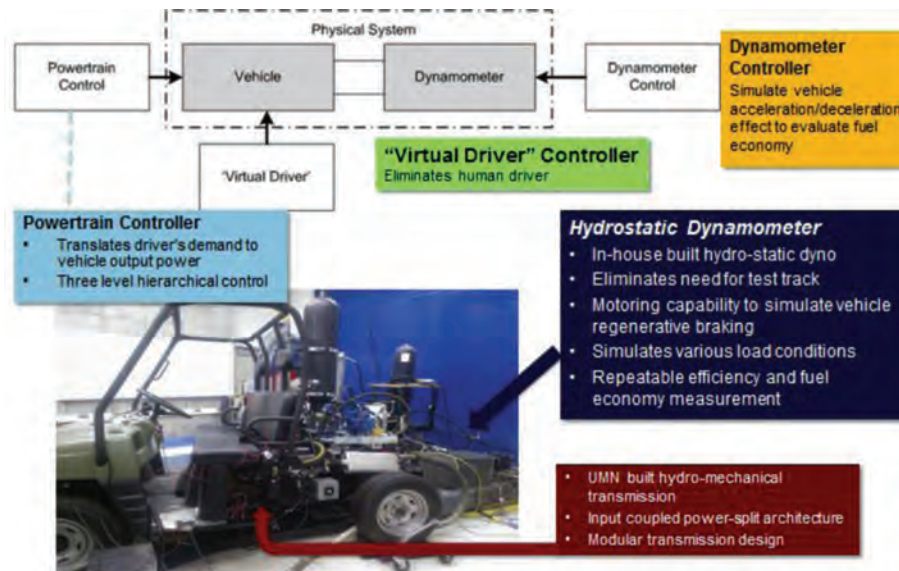 Physical System
Powertrain
Control
Vehicle
Dynamometer
Dynamometer
Control
Dynamometer
Controller
Simulate vehicle
acceleration/deceleration
effect to evaluate fuel
economy
'Virtual Driver'
“Virtual Driver” Controller
Eliminates human driver
Powertrain Controller
• Translates driver's demand to
vehicle output power
• Three level hierarchical control
Hydrostatic Dynamometer
• In-house built hydro-static dyno
• Eliminates need for test track
• Motoring capability to simulate vehicle
regenerative braking
• Simulates various load conditions
• Repeatable efficiency and fuel
economy measurement
• UMN built hydro-mechanical
transmission
• Input coupled power-split architecture
• Modular transmission design